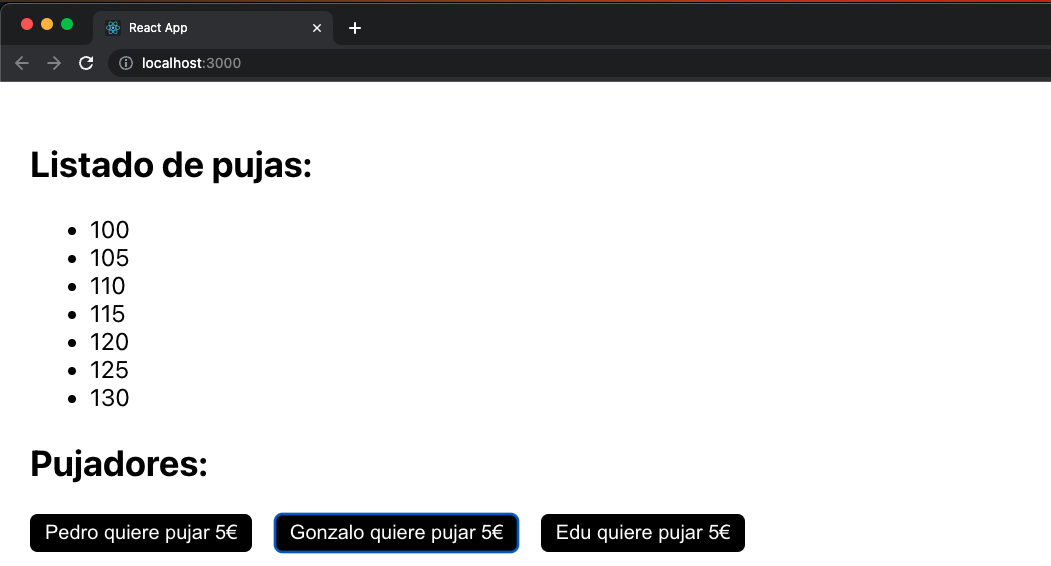 React App
localhost:3000
Listado de pujas:
100
105
110
115
120
125
130
Pujadores:
Pedro quiere pujar 5€ Gonzalo quiere pujar 5€ Edu quiere pujar 5€